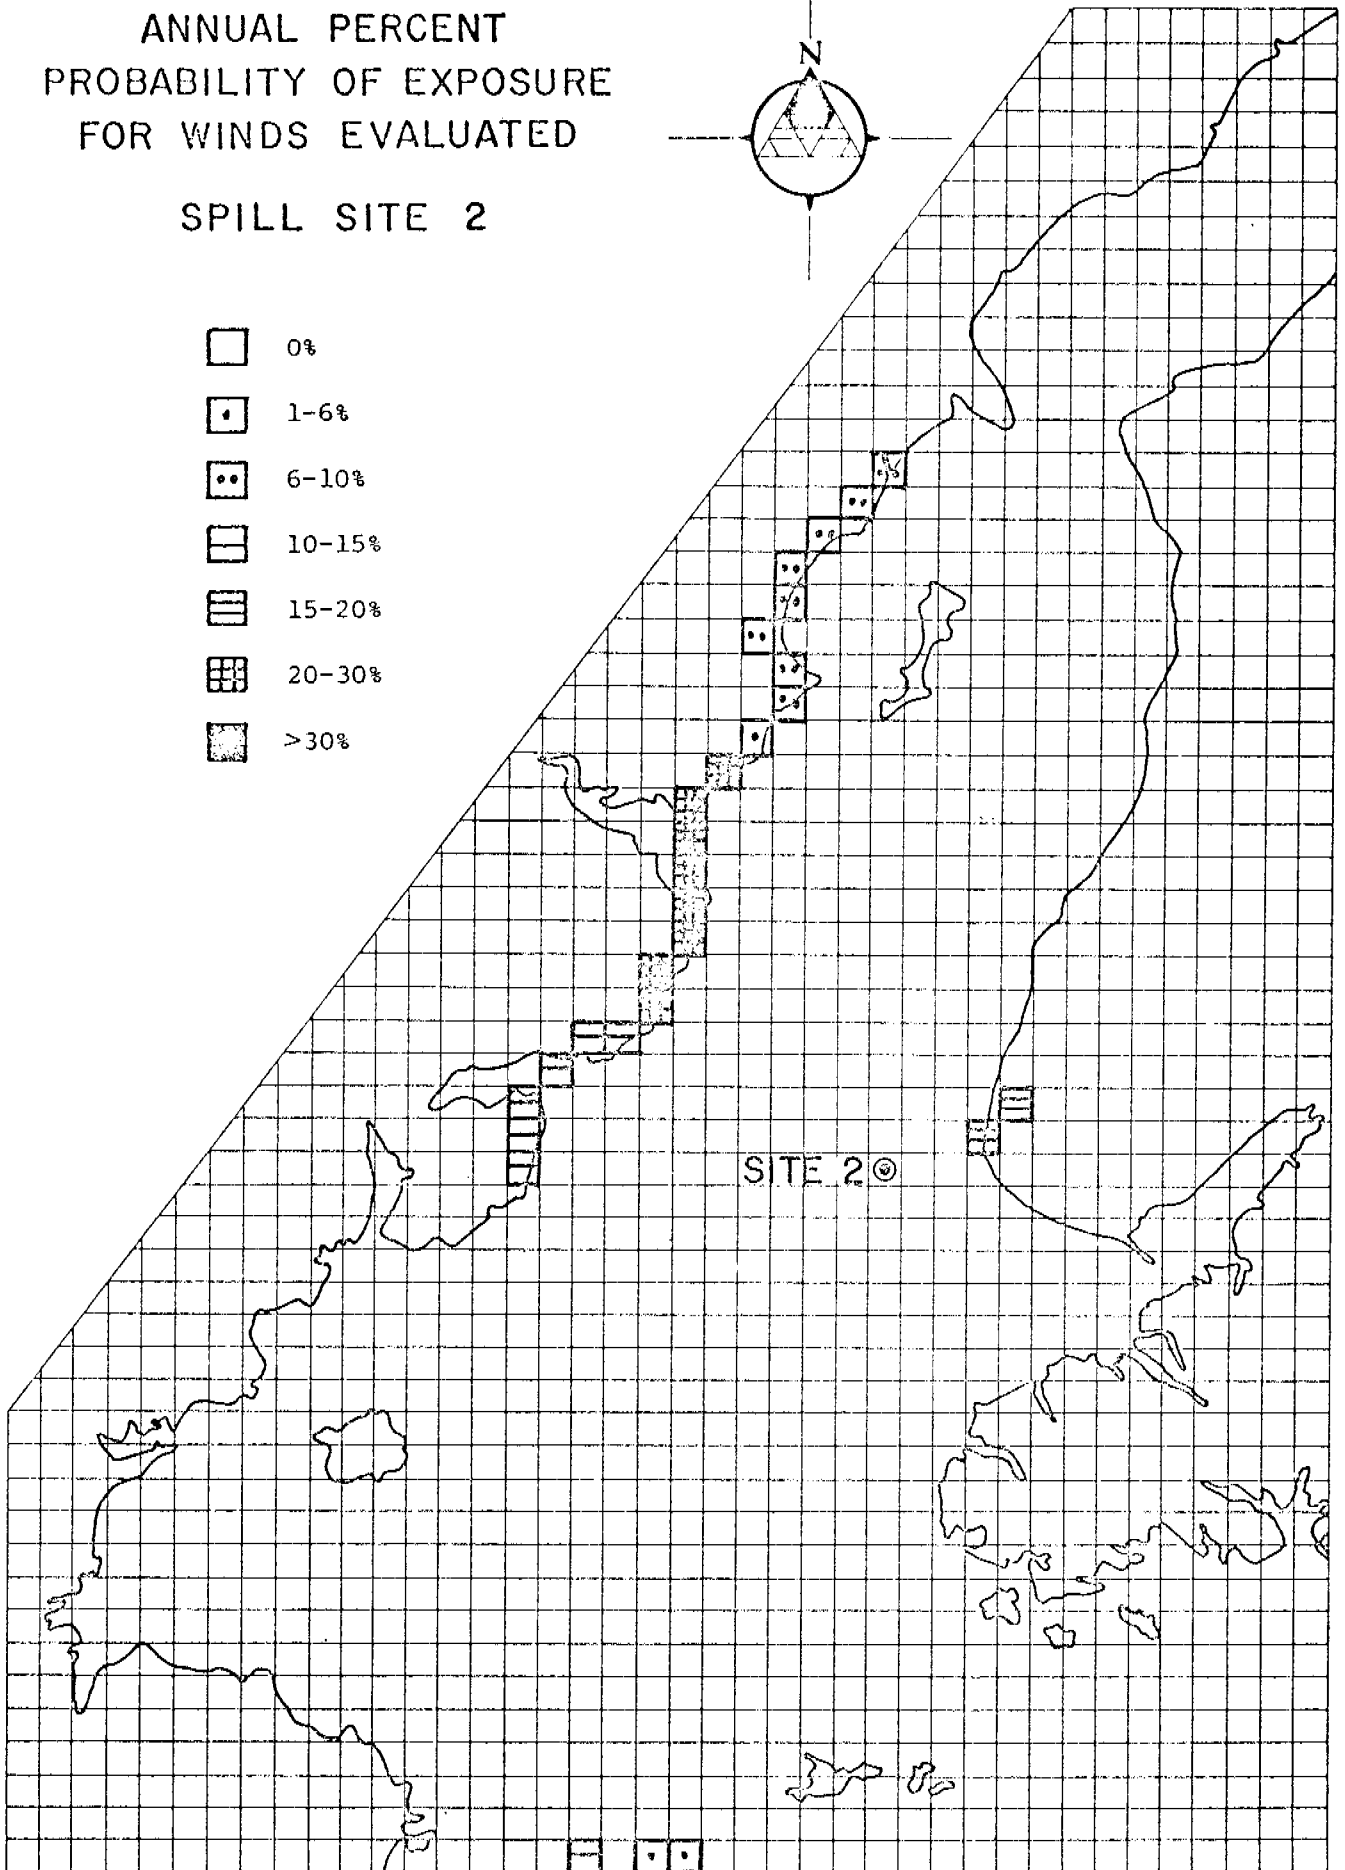 ANNUAL PERCENT
PROBABILITY OF EXPOSURE
FOR WINDS EVALUATED
SPILL SITE 2
N
0%
1-6%
6-10%
10-15%
15-20%
20-30%
>30%
SITE 2